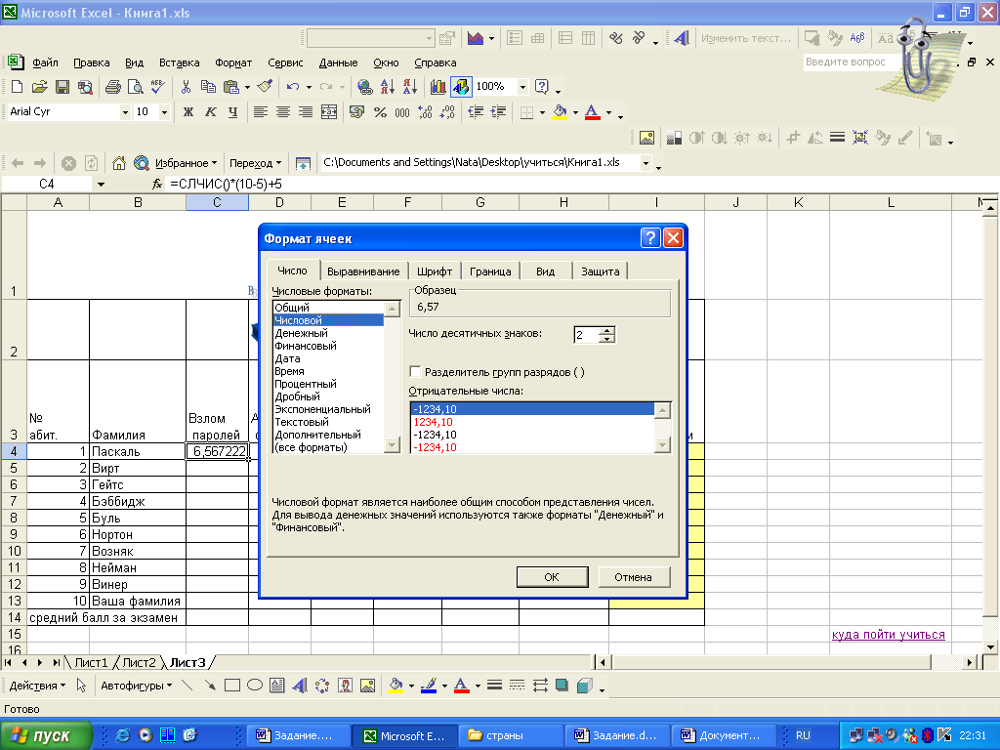 Microsoft Excel - Книга1.xls
Изменить текст...
Файл Правка Вид Вставка Формат Сервис Данные Окно Справка
Введите вопрос
100%
Arial Cyr 10 Ж К Ч % 000
Избранное Переход C:\Documents and Settings\Nata\Desktop\учиться\Книга1.xls
C4 fx =СЛЧИС()*(10-5)+5
A B C D E F G H I J K L
1
2
3 № абит. Фамилия Взлом паролей
4 1 Паскаль 6,567222
5 2 Вирт
6 3 Гейтс
7 4 Бэббидж
8 5 Буль
9 6 Нортон
10 7 Возняк
11 8 Нейман
12 9 Винер
13 10 Ваша фамилия
14 средний балл за экзамен
15 куда пойти учиться
16
Формат ячеек
Число Выравнивание Шрифт Граница Вид Защита
Числовые форматы:
Общий
Числовой
Денежный
Финансовый
Дата
Время
Процентный
Дробный
Экспоненциальный
Текстовый
Дополнительный
(все форматы)
Образец
6,57
Число десятичных знаков: 2
Разделитель групп разрядов ( )
Отрицательные числа:
-1234,10
1234,10
-1234,10
-1234,10
Числовой формат является наиболее общим способом представления чисел.
Для вывода денежных значений используются также форматы "Денежный" и
"Финансовый".
ОК Отмена
Лист1 Лист2 Лист3
Действия Автофигуры
Готово
пуск Задание.... Microsoft E... страны Задание.d... Документ... RU 22:31